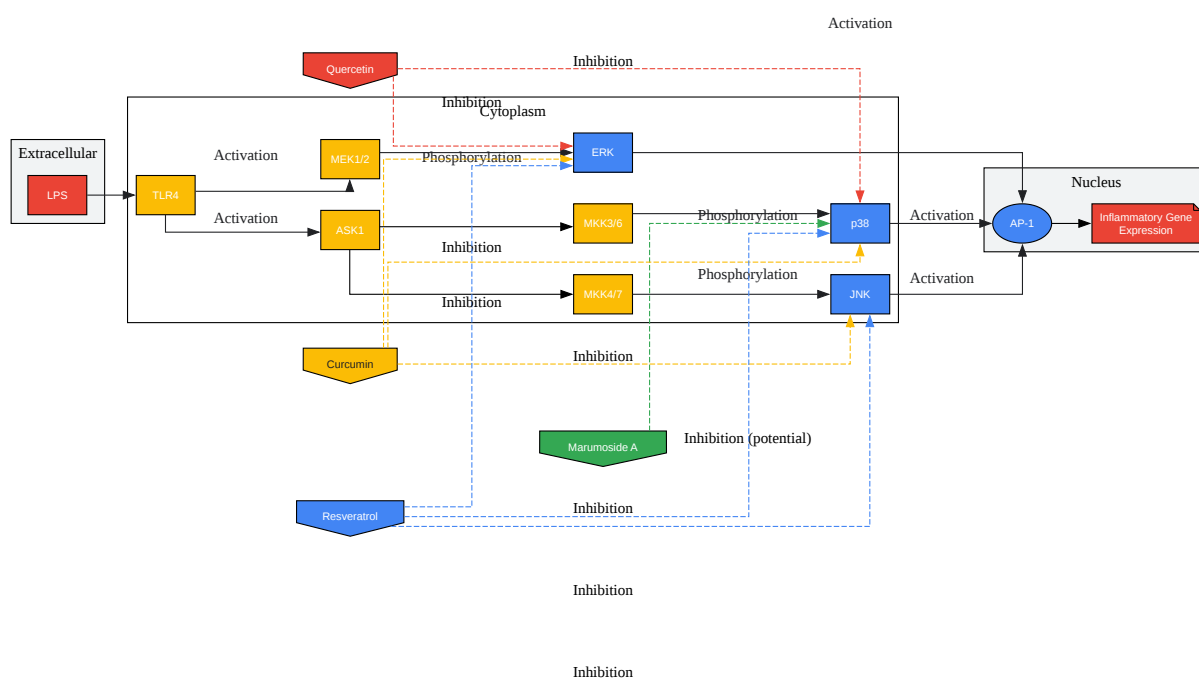 Activation
Inhibition
Quercetin
Inhibition
Cytoplasm
Extracellular
Activation
MEK1/2
Phosphorylation
ERK
LPS
TLR4
Nucleus
Activation
ASK1
MKK3/6
Phosphorylation
p38
Activation
AP-1
Inflammatory Gene
Expression
Inhibition
Phosphorylation
Activation
MKK4/7
JNK
Inhibition
Inhibition
Curcumin
Inhibition (potential)
Marumoside A
Inhibition
Resveratrol
Inhibition
Inhibition